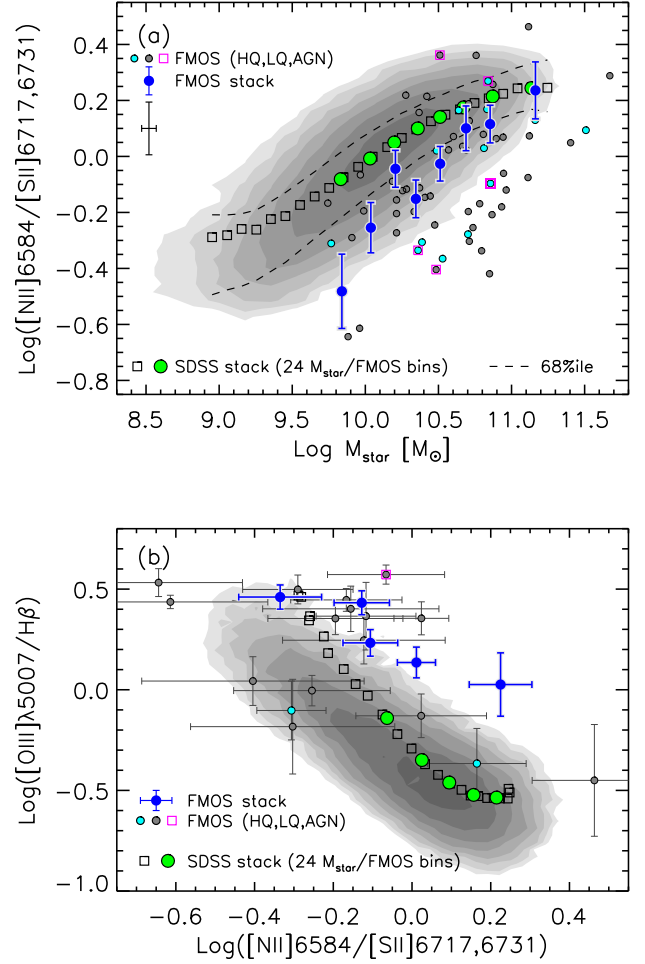 (a)
FMOS (HQ,LQ,AGN)
FMOS stack
0.4
0.2
0.0
−0.2
−0.4
−0.6
−0.8
Log([NII]6584/[SII]6717,6731)
SDSS stack (24 Mstar/FMOS bins)
68%ile
8.5 9.0 9.5 10.0 10.5 11.0 11.5
Log Mstar [M⊙]
(b)
0.5
0.0
−0.5
−1.0
Log([OIII]λ5007/Hβ)
FMOS stack
FMOS (HQ,LQ,AGN)
SDSS stack (24 Mstar/FMOS bins)
−0.6 −0.4 −0.2 0.0 0.2 0.4
Log([NII]6584/[SII]6717,6731)